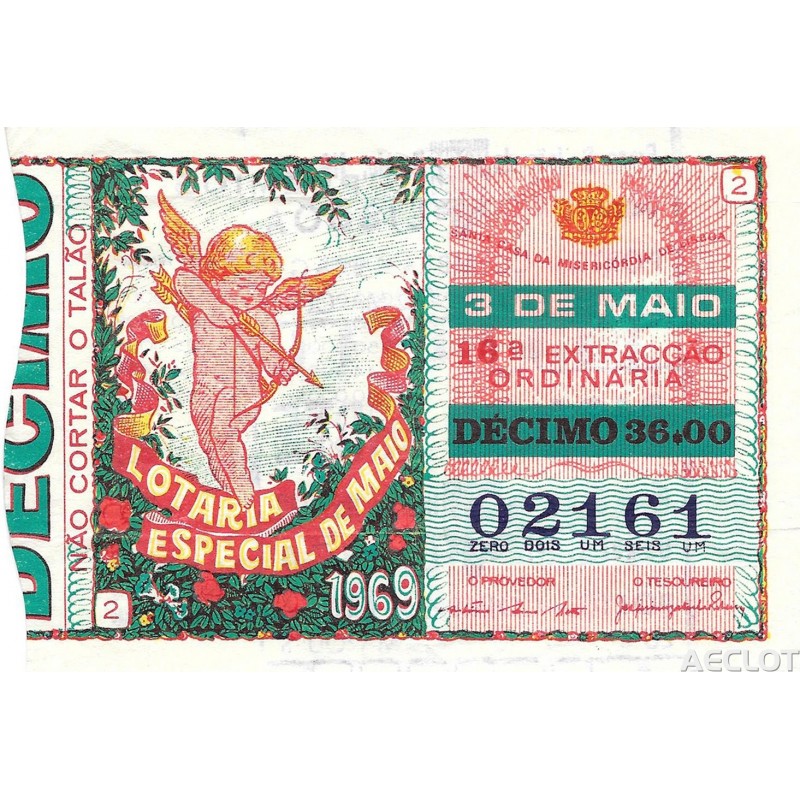 DÉCIMO
NÃO CORTAR O TALÃO
2
LOTARIA
ESPECIAL DE MAIO
1969
2
SANTA CASA DA MISERICÓRDIA DE LISBOA
3 DE MAIO
16ª EXTRACCÃO
ORDINÁRIA
DÉCIMO 36.00
02161
ZERO DOIS UM SEIS UM
O PROVEDOR O TESOUREIRO
AECLOT